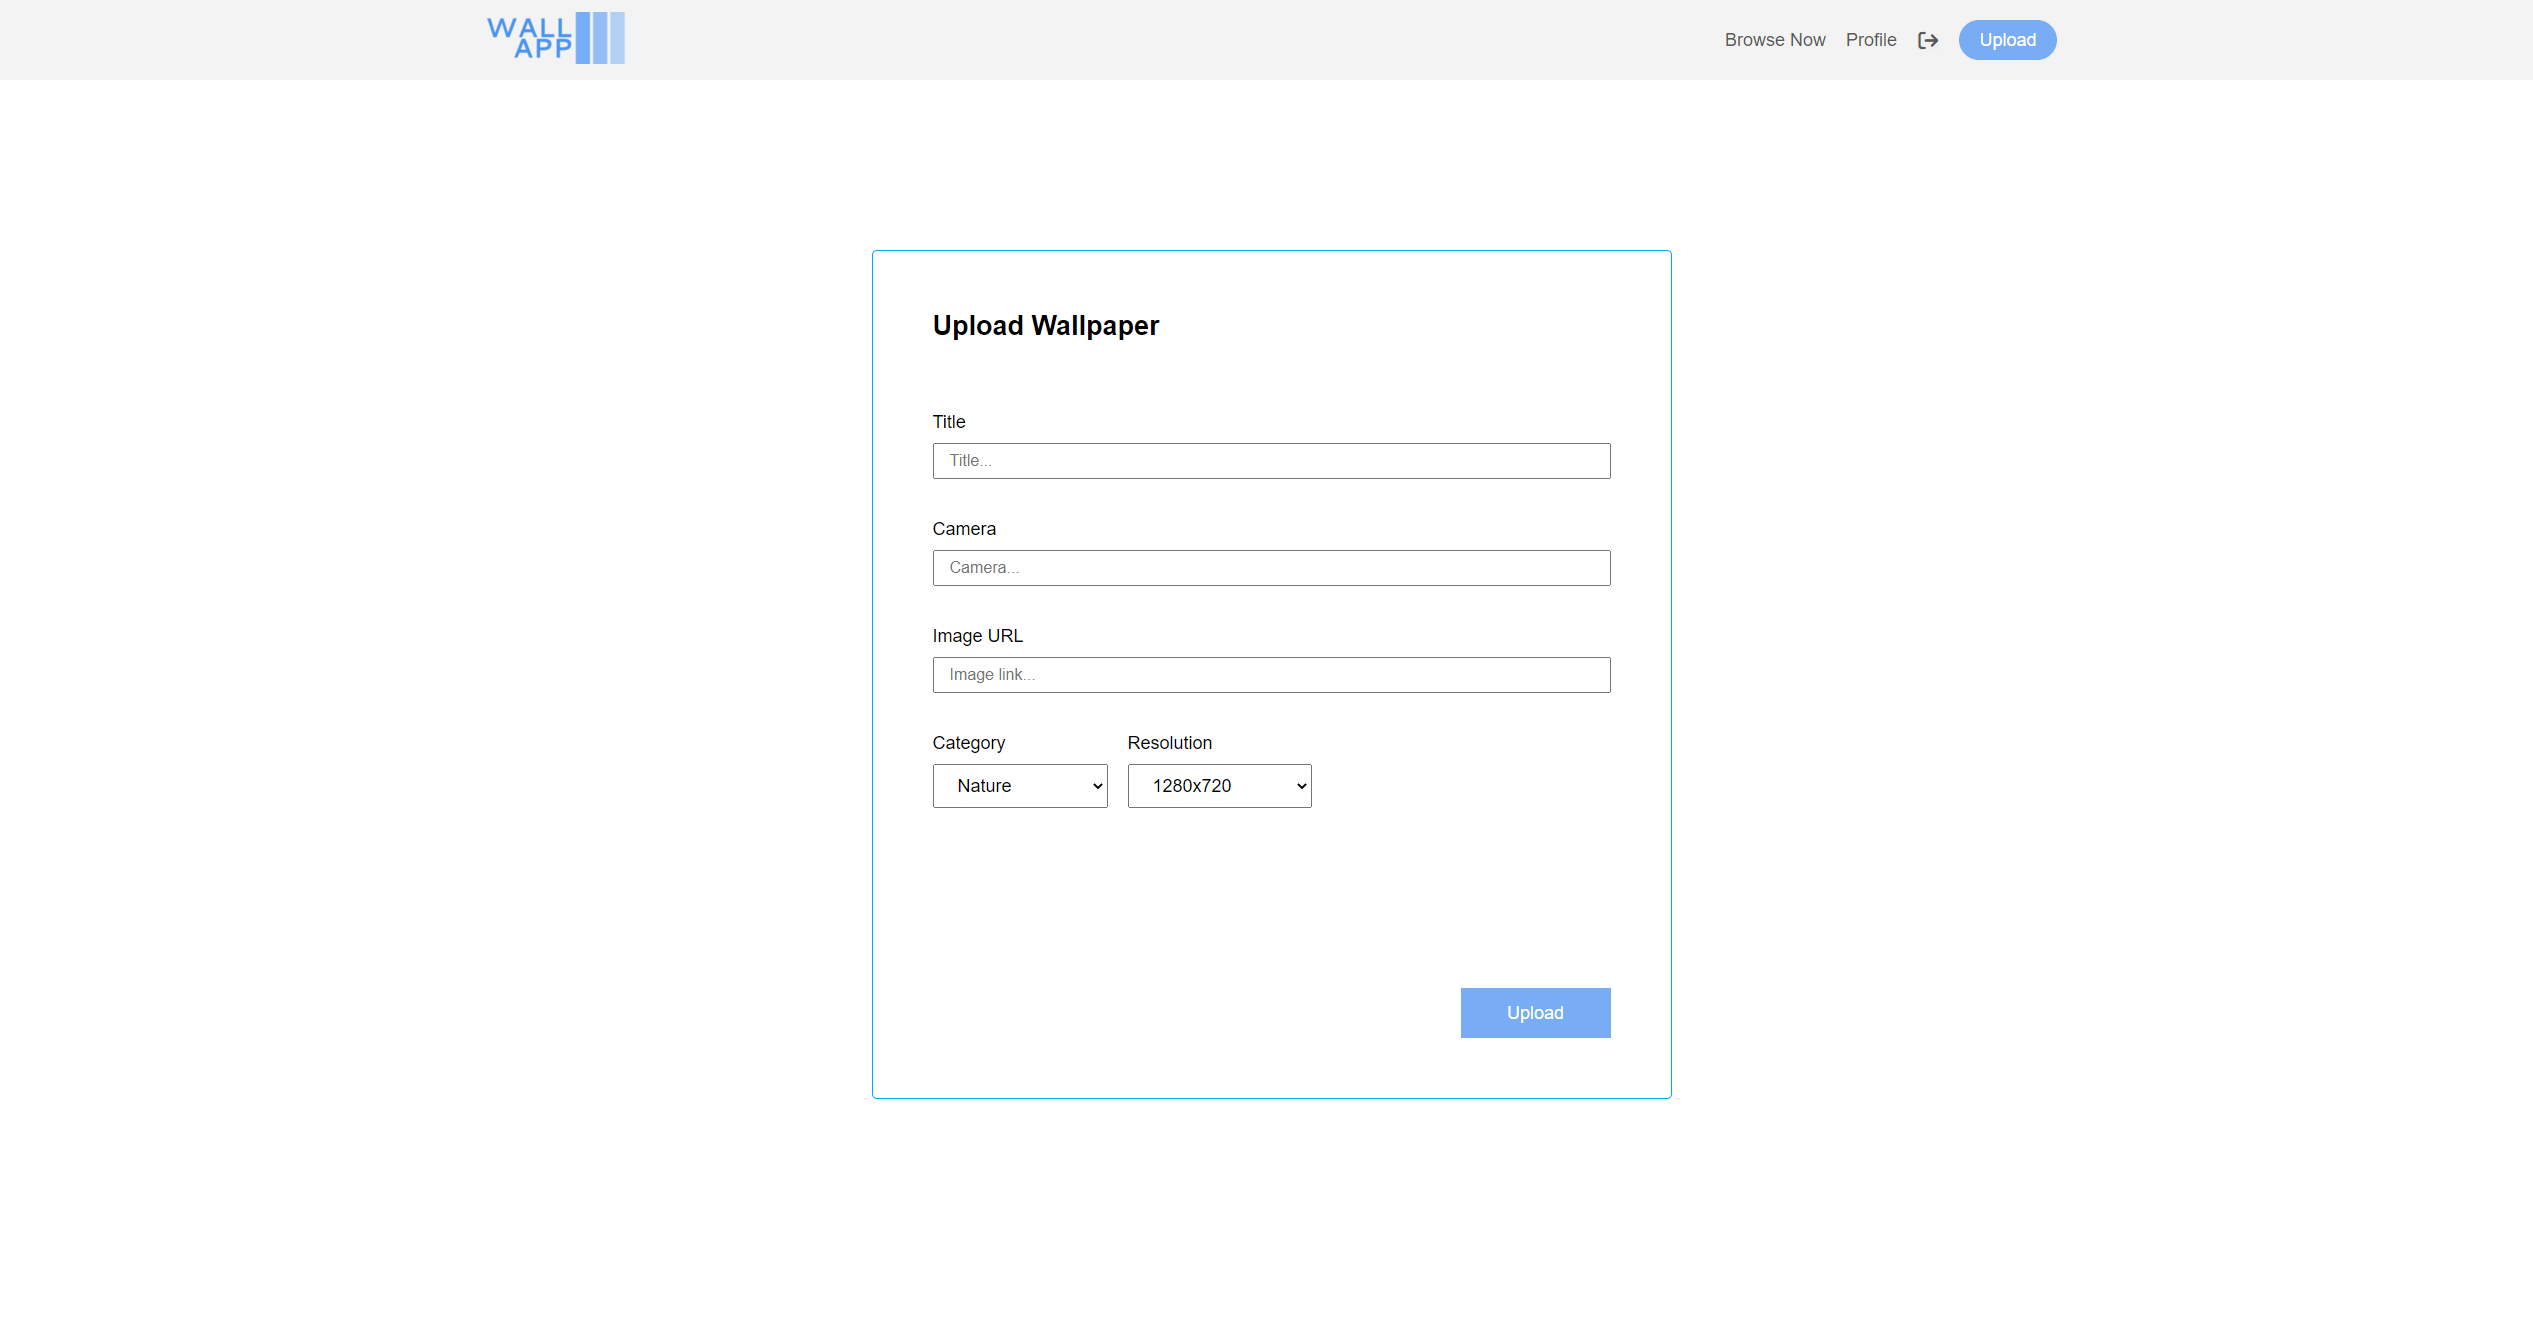 WALL
APP
Browse Now Profile Upload
Upload Wallpaper
Title
Title...
Camera
Camera...
Image URL
Image link...
Category Resolution
Nature 1280x720
Upload